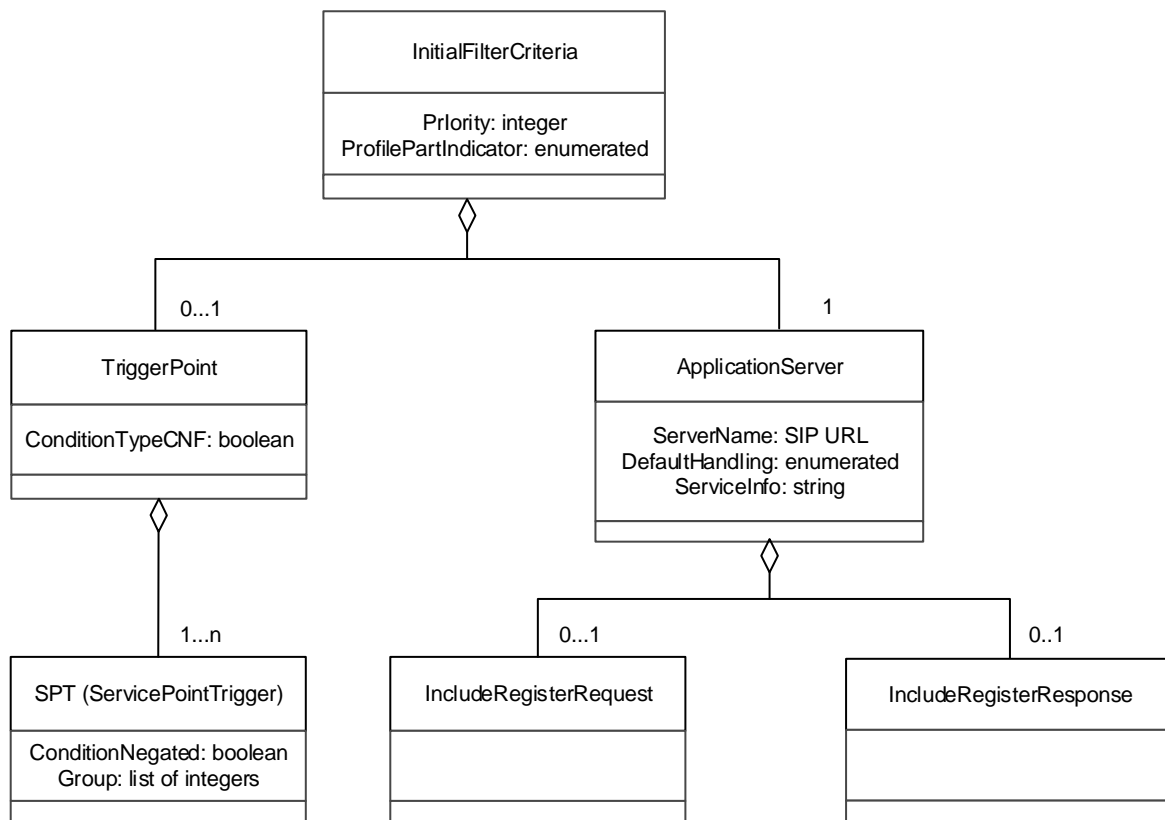 InitialFilterCriteria
PrIority: integer
ProfilePartIndicator: enumerated
0...1
1
TriggerPoint
ApplicationServer
ConditionTypeCNF: boolean
ServerName: SIP URL
DefaultHandling: enumerated
ServiceInfo: string
1...n
0...1
0..1
SPT (ServicePointTrigger)
IncludeRegisterRequest
IncludeRegisterResponse
ConditionNegated: boolean
Group: list of integers